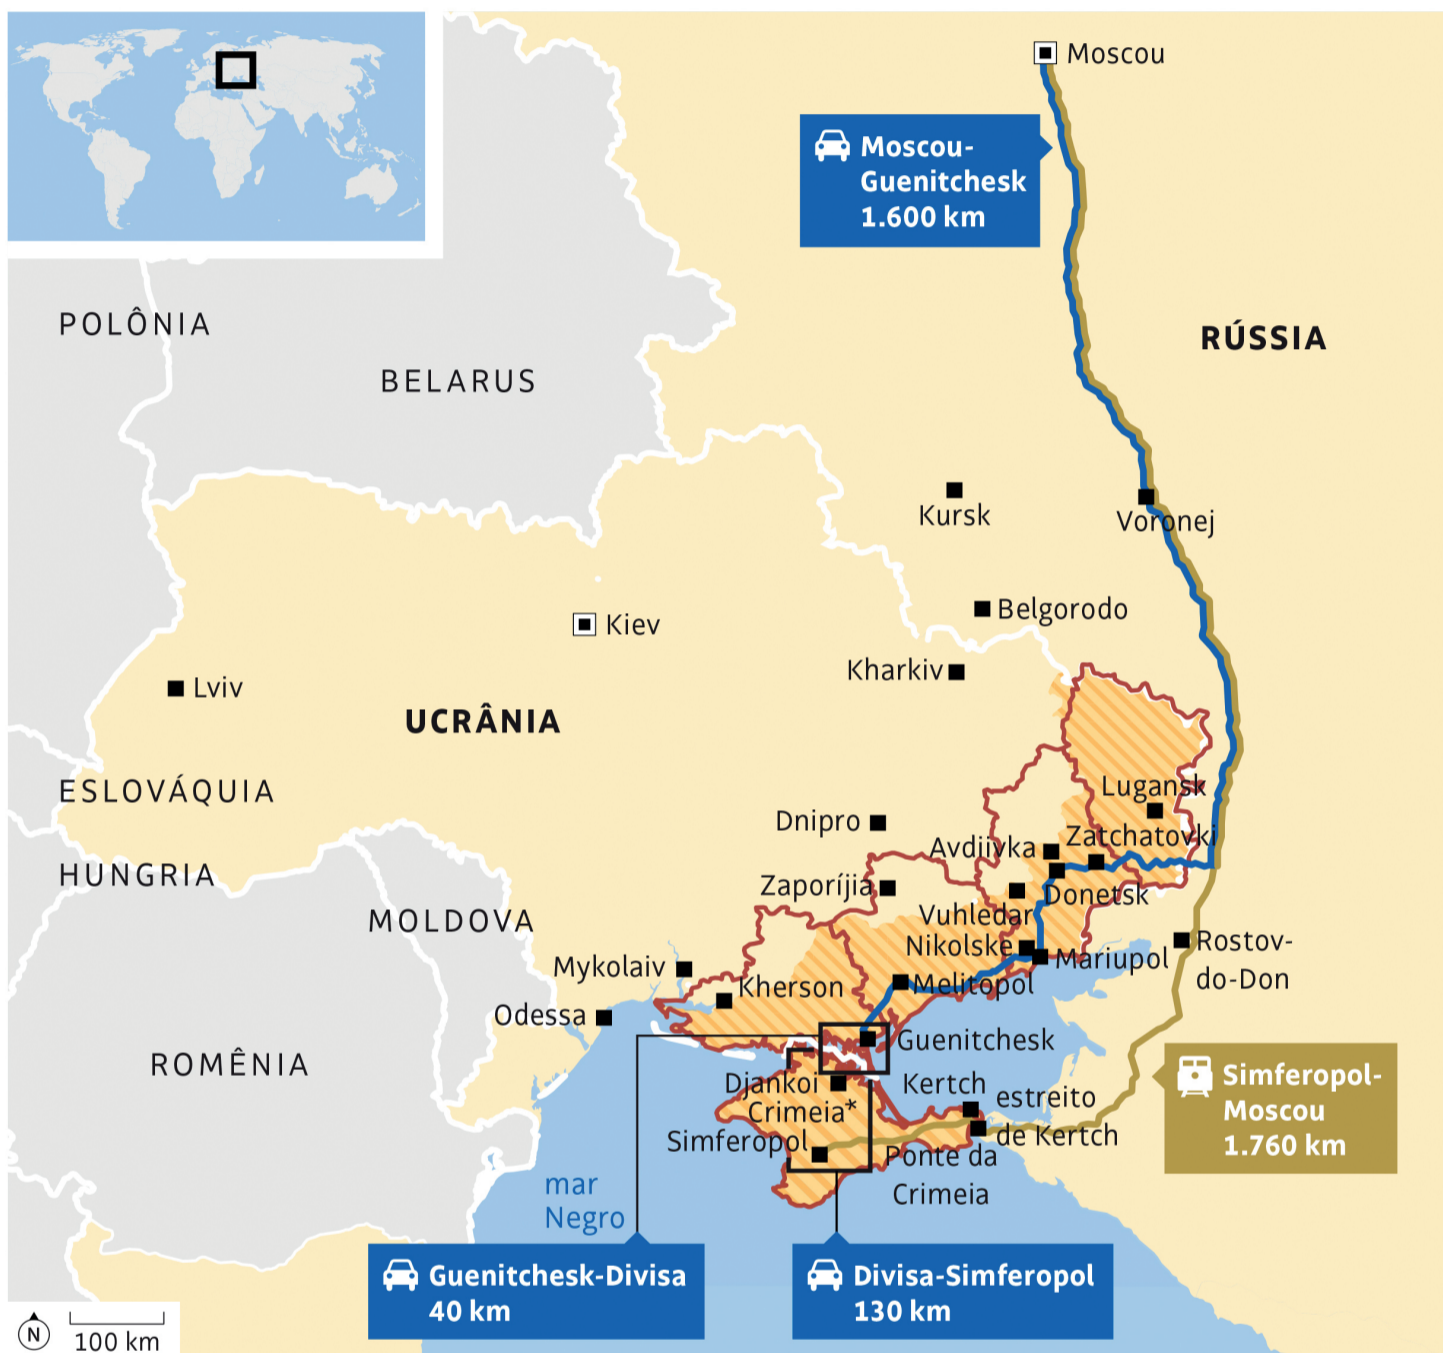 Moscou
Moscou-
Guenitchesk
1.600 km
POLÔNIA
RÚSSIA
BELARUS
Kursk
Voronej
Belgorodo
Kiev
Kharkiv
Lviv
UCRÂNIA
ESLOVÁQUIA
Lugansk
Dnipro
Zatchatovki
Avdiivka
HUNGRIA
Zaporíjia
Donetsk
MOLDOVA
Vuhledar
Nikolske
Rostov-
do-Don
Mariupol
Mykolaiv
Melitopol
Kherson
Odessa
Guenitchesk
ROMÊNIA
Djankoi
Kertch
estreito
de Kertch
Crimeia*
Simferopol
Simferopol-
Moscou
1.760 km
Ponte da
Crimeia
mar
Negro
Guenitchesk-Divisa
40 km
Divisa-Simferopol
130 km
N
100 km